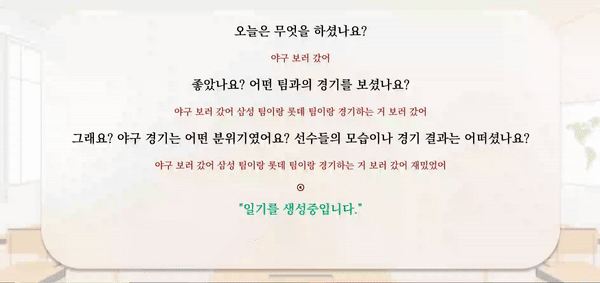 오늘은 무엇을 하셨나요?
야구 보러 갔어
좋았나요? 어떤 팀과의 경기를 보셨나요?
야구 보러 갔어 삼성 팀이랑 롯데 팀이랑 경기하는 거 보러 갔어
그래요? 야구 경기는 어떤 분위기였어요? 선수들의 모습이나 경기 결과는 어떠셨나요?
야구 보러 갔어 삼성 팀이랑 롯데 팀이랑 경기하는 거 보러 갔어 재밌었어
"일기를 생성중입니다."